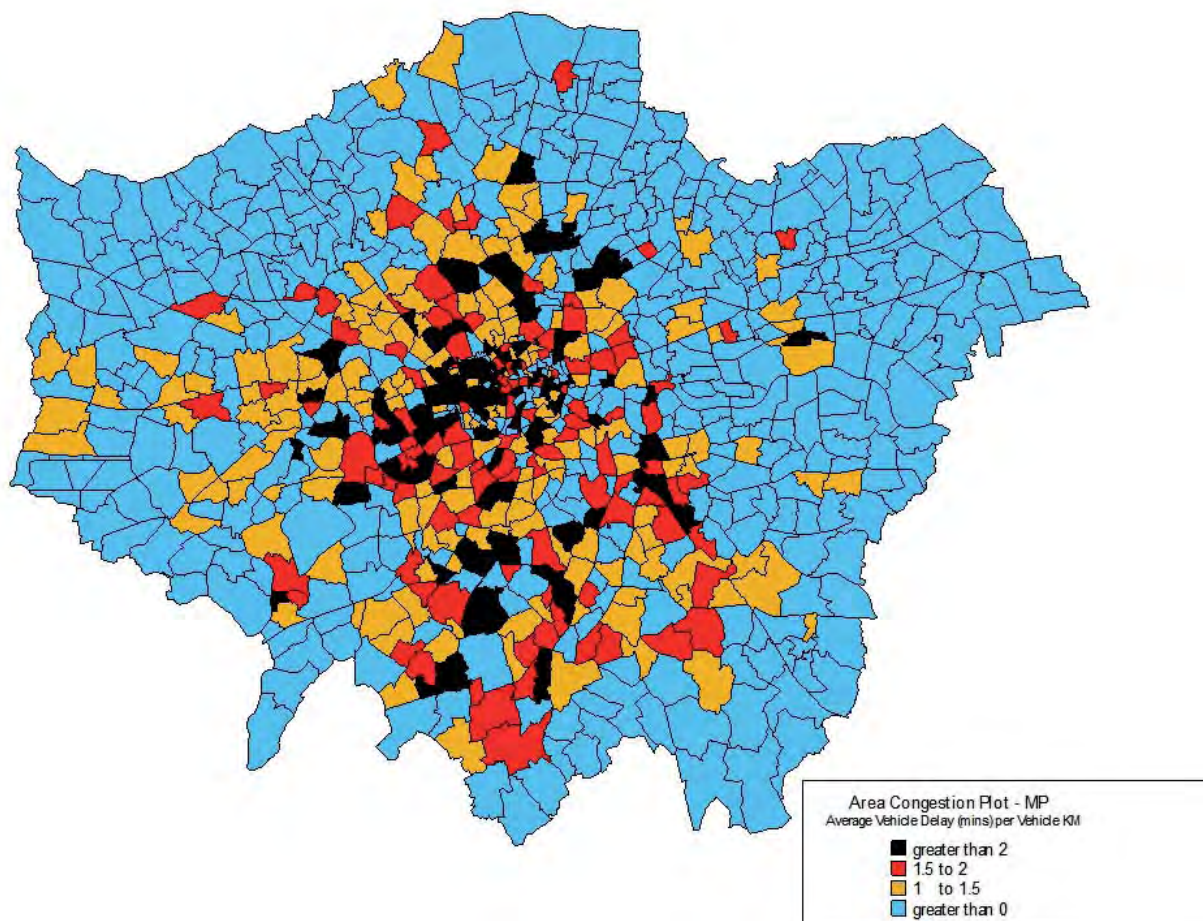 Area Congestion Plot - MP
Average Vehicle Delay (mins) per Vehicle KM
greater than 2
1.5 to 2
1 to 1.5
greater than 0